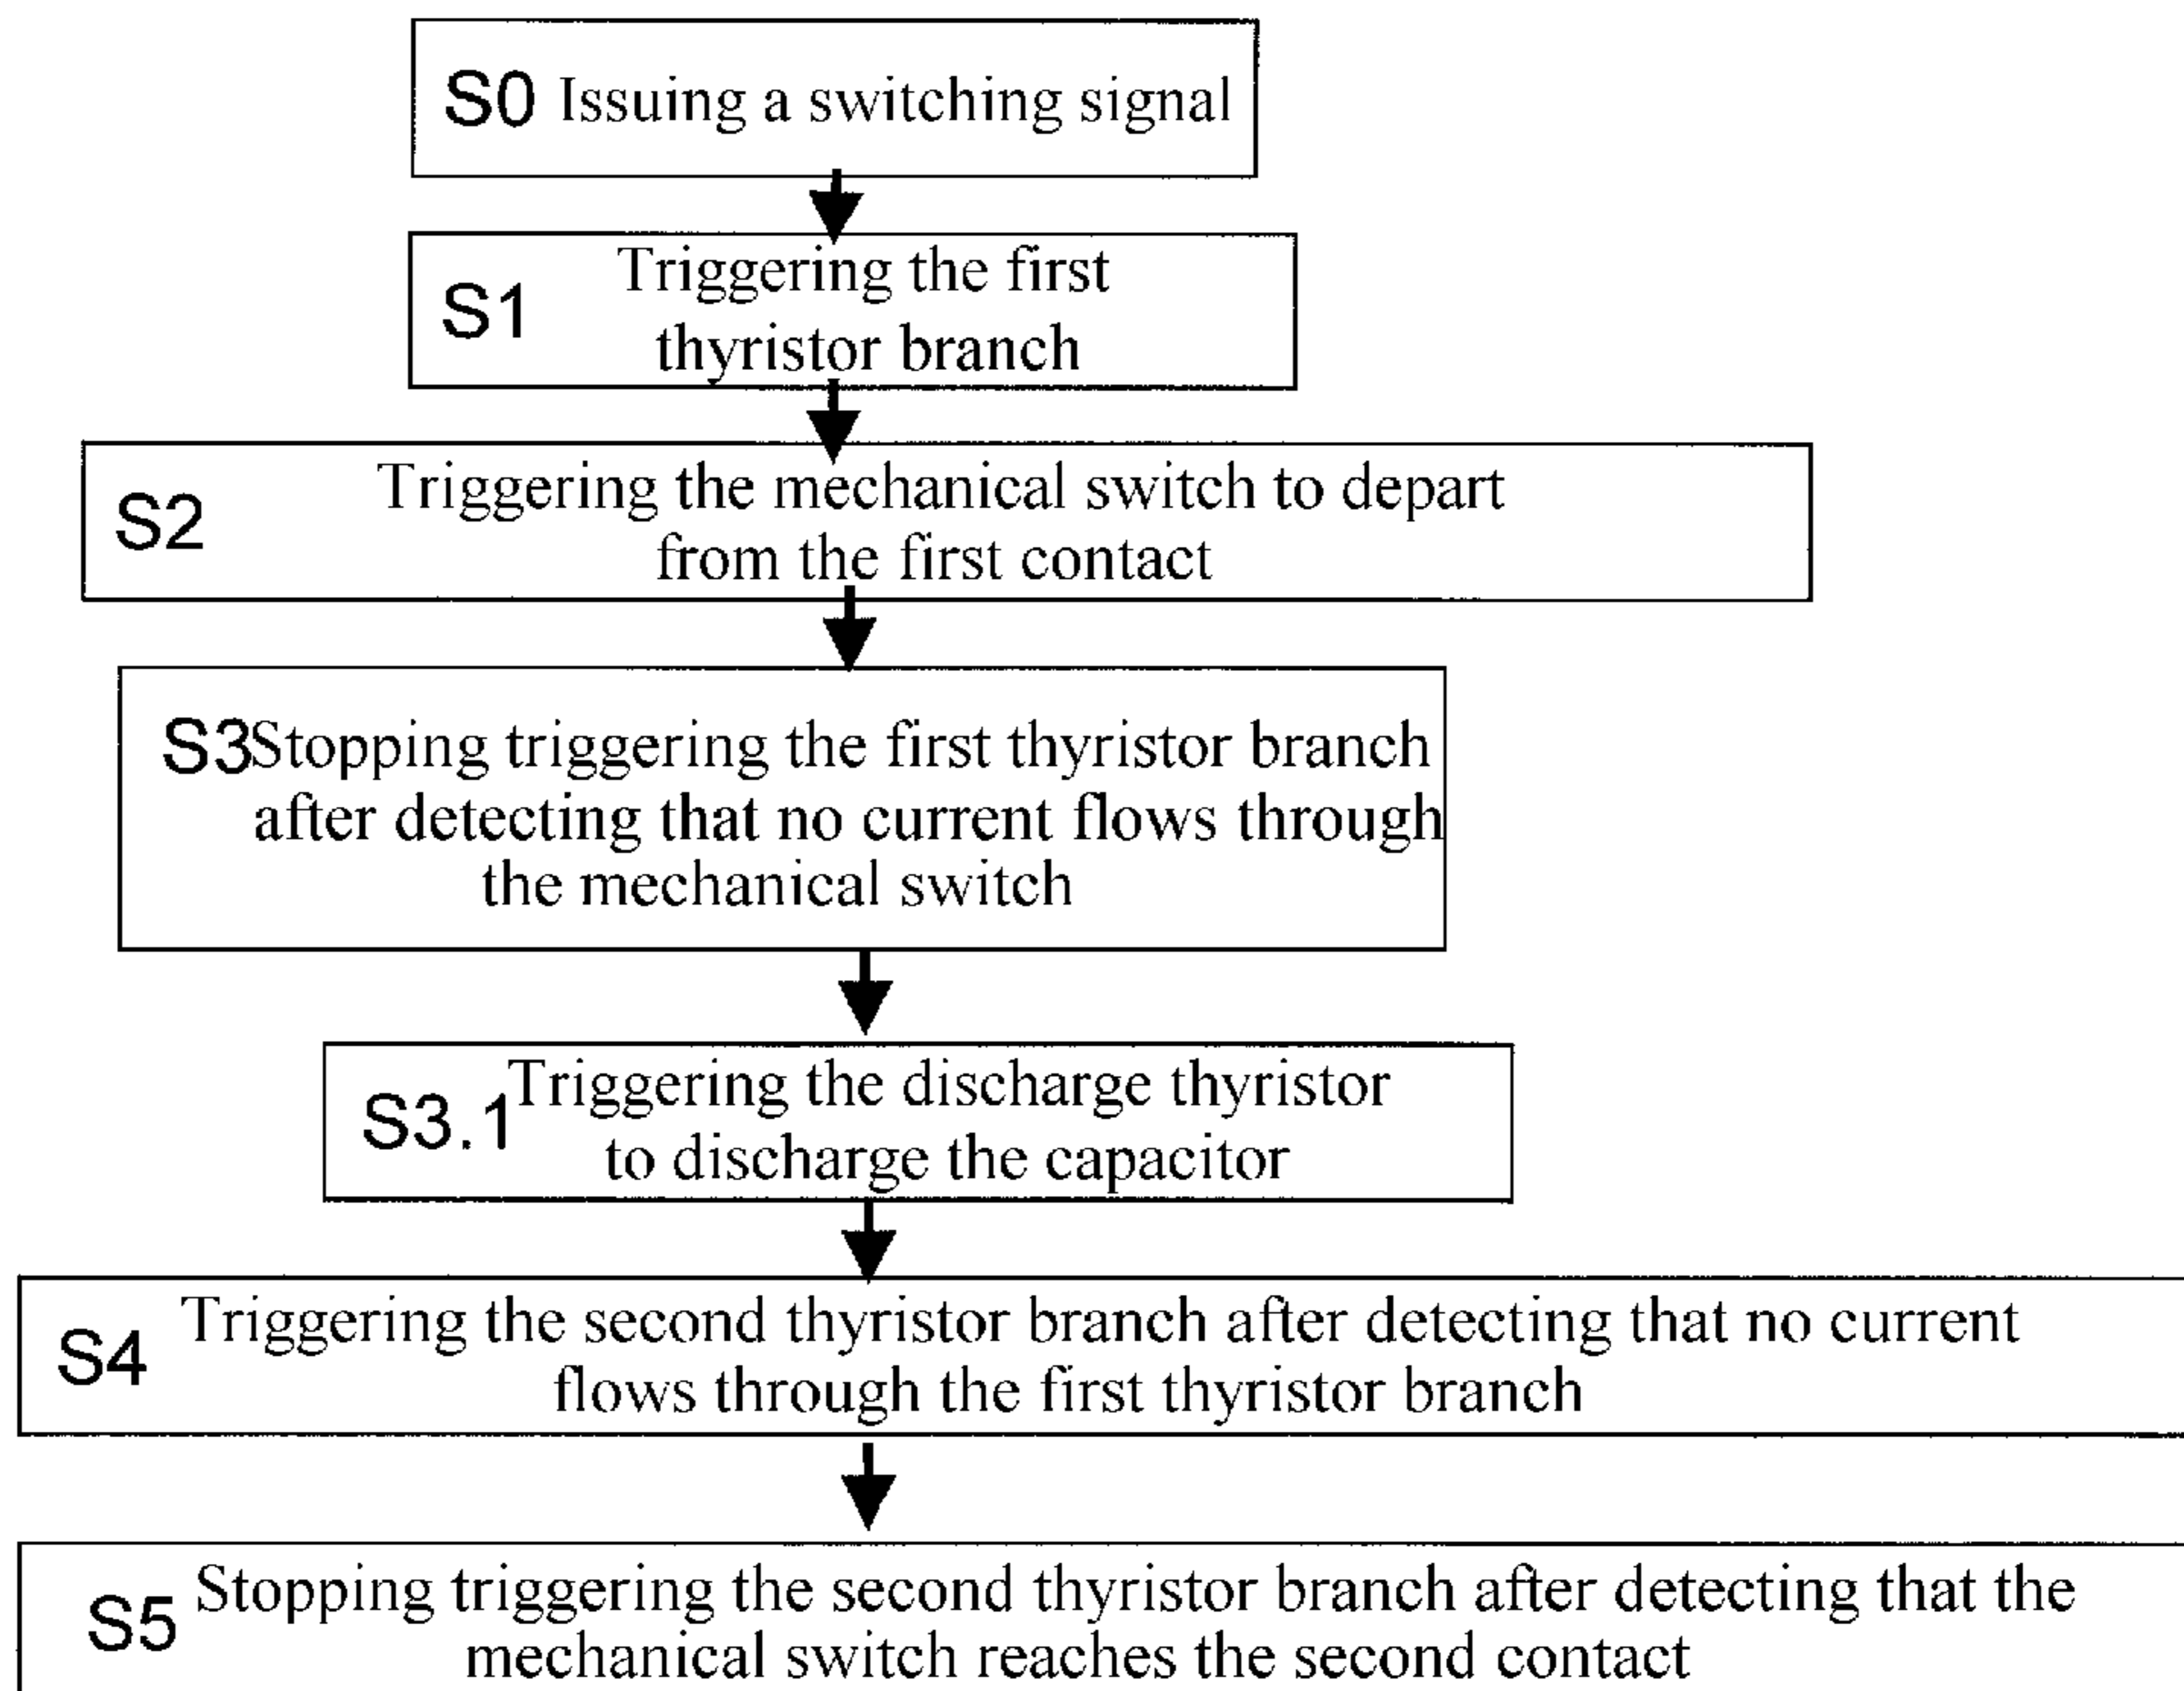 S0 Issuing a switching signal
S1 Triggering the first
thyristor branch
S2 Triggering the mechanical switch to depart
from the first contact
S3 Stopping triggering the first thyristor branch
after detecting that no current flows through
the mechanical switch
S3.1 Triggering the discharge thyristor
to discharge the capacitor
S4 Triggering the second thyristor branch after detecting that no current
flows through the first thyristor branch
S5 Stopping triggering the second thyristor branch after detecting that the
mechanical switch reaches the second contact